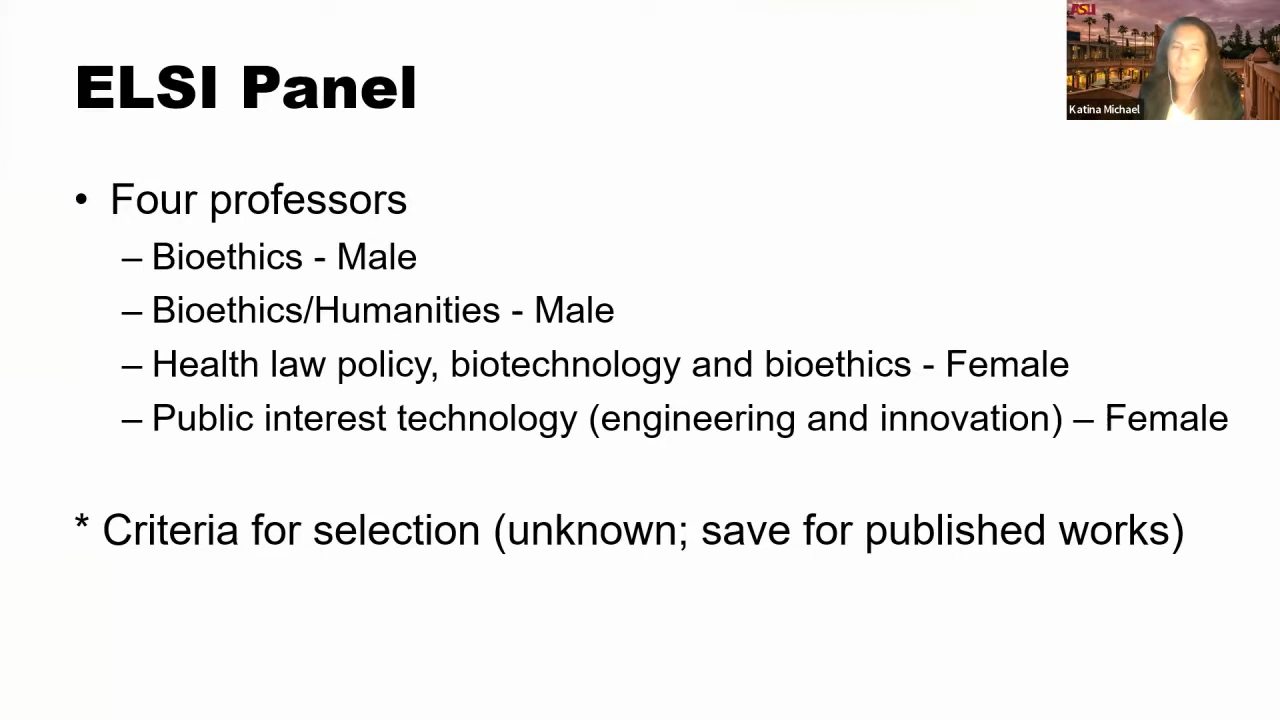 ELSI Panel
ASU
Katina Michael
• Four professors
– Bioethics - Male
– Bioethics/Humanities - Male
– Health law policy, biotechnology and bioethics - Female
– Public interest technology (engineering and innovation) – Female
* Criteria for selection (unknown; save for published works)